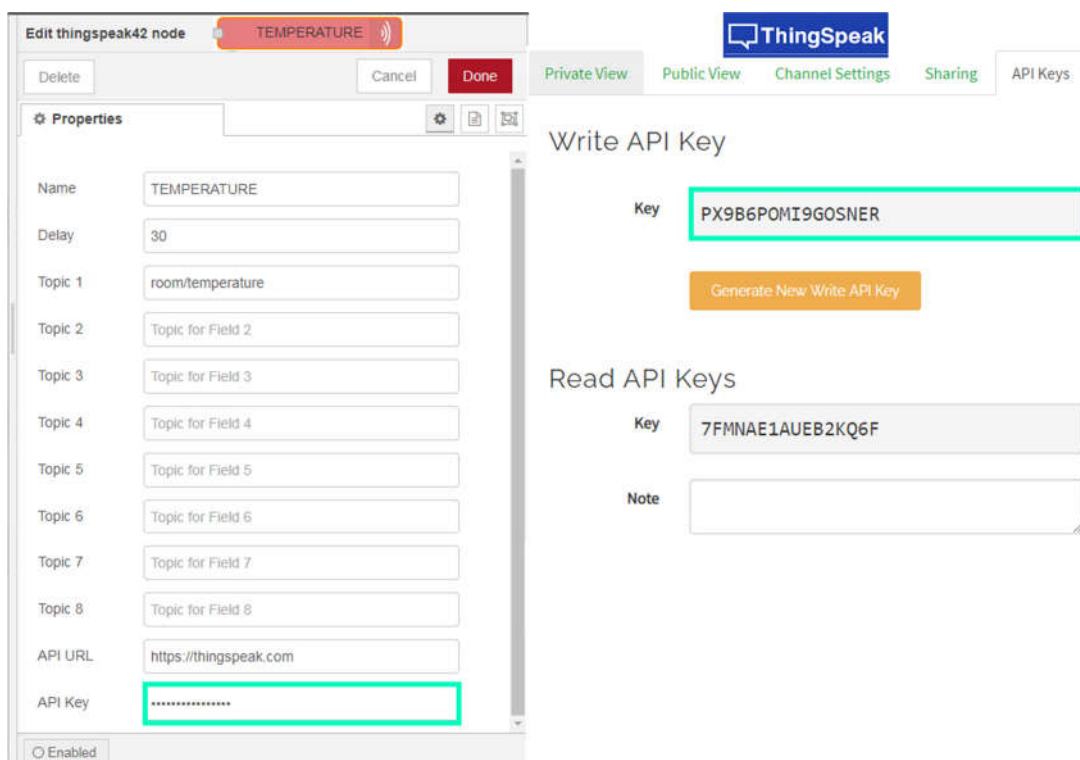 Edit thingspeak42 node
TEMPERATURE
Delete
Cancel
Done
Properties
Name
TEMPERATURE
Delay
30
Topic 1
room/temperature
Topic 2
Topic for Field 2
Topic 3
Topic for Field 3
Topic 4
Topic for Field 4
Topic 5
Topic for Field 5
Topic 6
Topic for Field 6
Topic 7
Topic for Field 7
Topic 8
Topic for Field 8
API URL
https://thingspeak.com
API Key
••••••••••••••••
Enabled
ThingSpeak
Private View
Public View
Channel Settings
Sharing
API Keys
Write API Key
Key
PX9B6POMI9GOSNER
Generate New Write API Key
Read API Keys
Key
7FMNAE1AUEB2KQ6F
Note